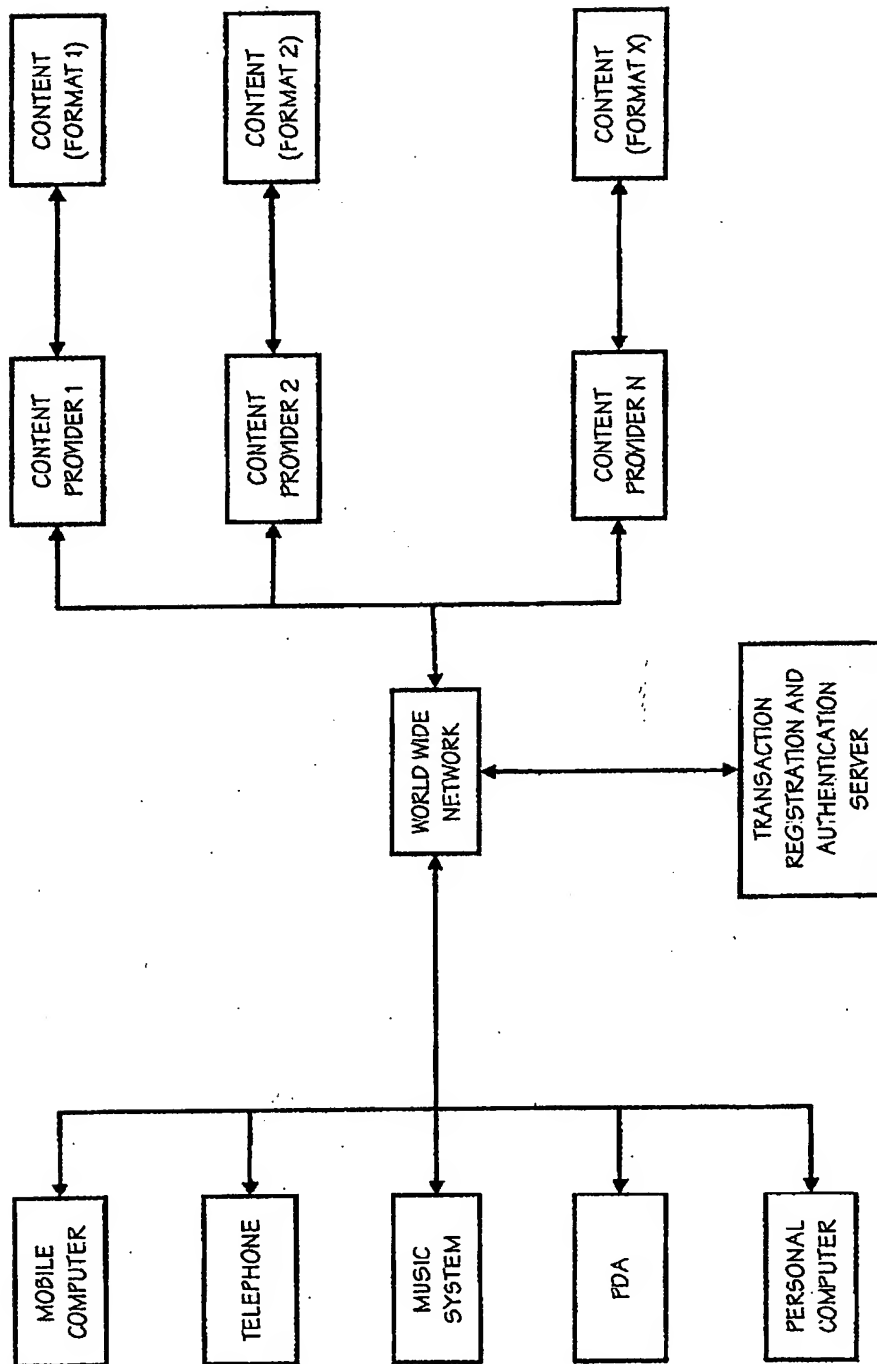 MOBILE
COMPUTER
TELEPHONE
MUSIC
SYSTEM
PDA
PERSONAL
COMPUTER
WORLD WIDE
NETWORK
TRANSACTION
REGISTRATION AND
AUTHENTICATION
SERVER
CONTENT
PROVIDER 1
CONTENT
PROVIDER 2
CONTENT
PROVIDER N
CONTENT
(FORMAT 1)
CONTENT
(FORMAT 2)
CONTENT
(FORMAT X)